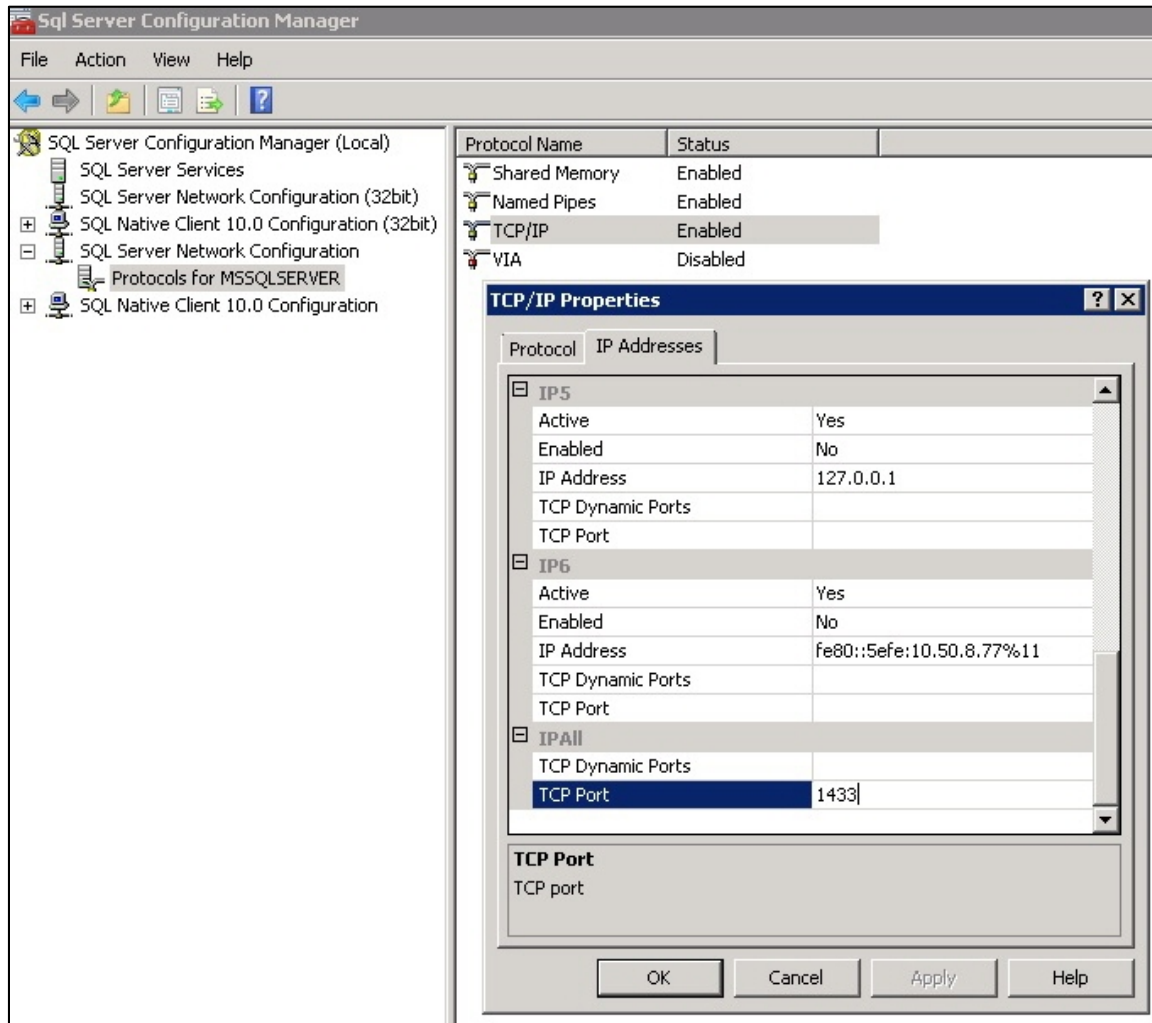 Sql Server Configuration Manager
File Action View Help
SQL Server Configuration Manager (Local)
SQL Server Services
SQL Server Network Configuration (32bit)
SQL Native Client 10.0 Configuration (32bit)
SQL Server Network Configuration
Protocols for MSSQLSERVER
SQL Native Client 10.0 Configuration
Protocol Name Status
Shared Memory Enabled
Named Pipes Enabled
TCP/IP Enabled
VIA Disabled
TCP/IP Properties
Protocol IP Addresses
IP5
Active Yes
Enabled No
IP Address 127.0.0.1
TCP Dynamic Ports
TCP Port
IP6
Active Yes
Enabled No
IP Address fe80::5efe:10.50.8.77%11
TCP Dynamic Ports
TCP Port
IPAll
TCP Dynamic Ports
TCP Port 1433
TCP Port
TCP port
OK Cancel Apply Help